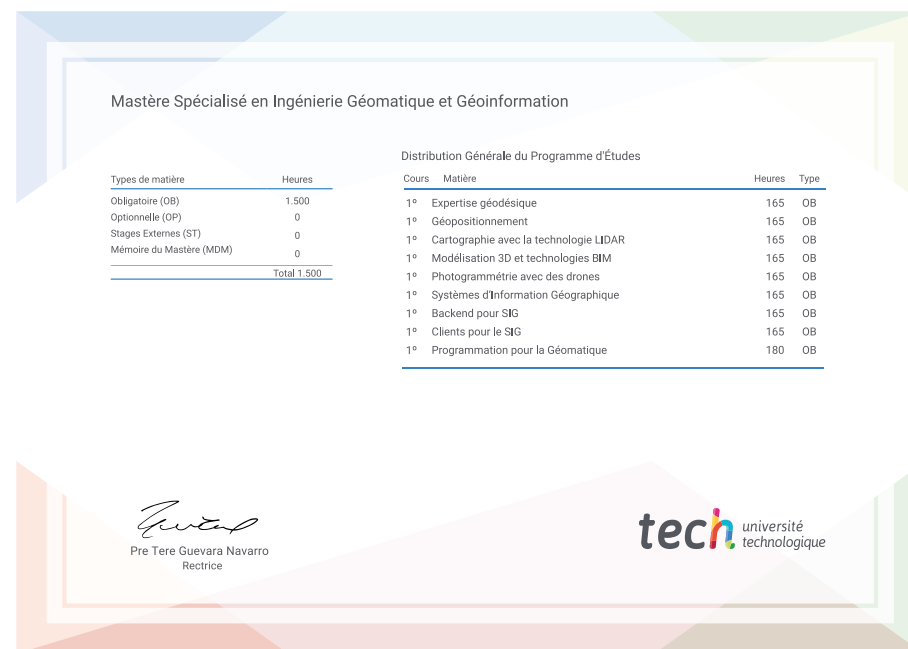 Mastère Spécialisé en Ingénierie Géomatique et Géoinformation
Types de matière Heures
Obligatoire (OB) 1.500
Optionnelle (OP) 0
Stages Externes (ST) 0
Mémoire du Mastère (MDM) 0
Total 1.500
Distribution Générale du Programme d'Études
Cours Matière Heures Type
1º Expertise géodésique 165 OB
1º Géopositionnement 165 OB
1º Cartographie avec la technologie LIDAR 165 OB
1º Modélisation 3D et technologies BIM 165 OB
1º Photogrammétrie avec des drones 165 OB
1º Systèmes d'Information Géographique 165 OB
1º Backend pour SIG 165 OB
1º Clients pour le SIG 165 OB
1º Programmation pour la Géomatique 180 OB
Pre Tere Guevara Navarro
Rectrice
tech université
technologique